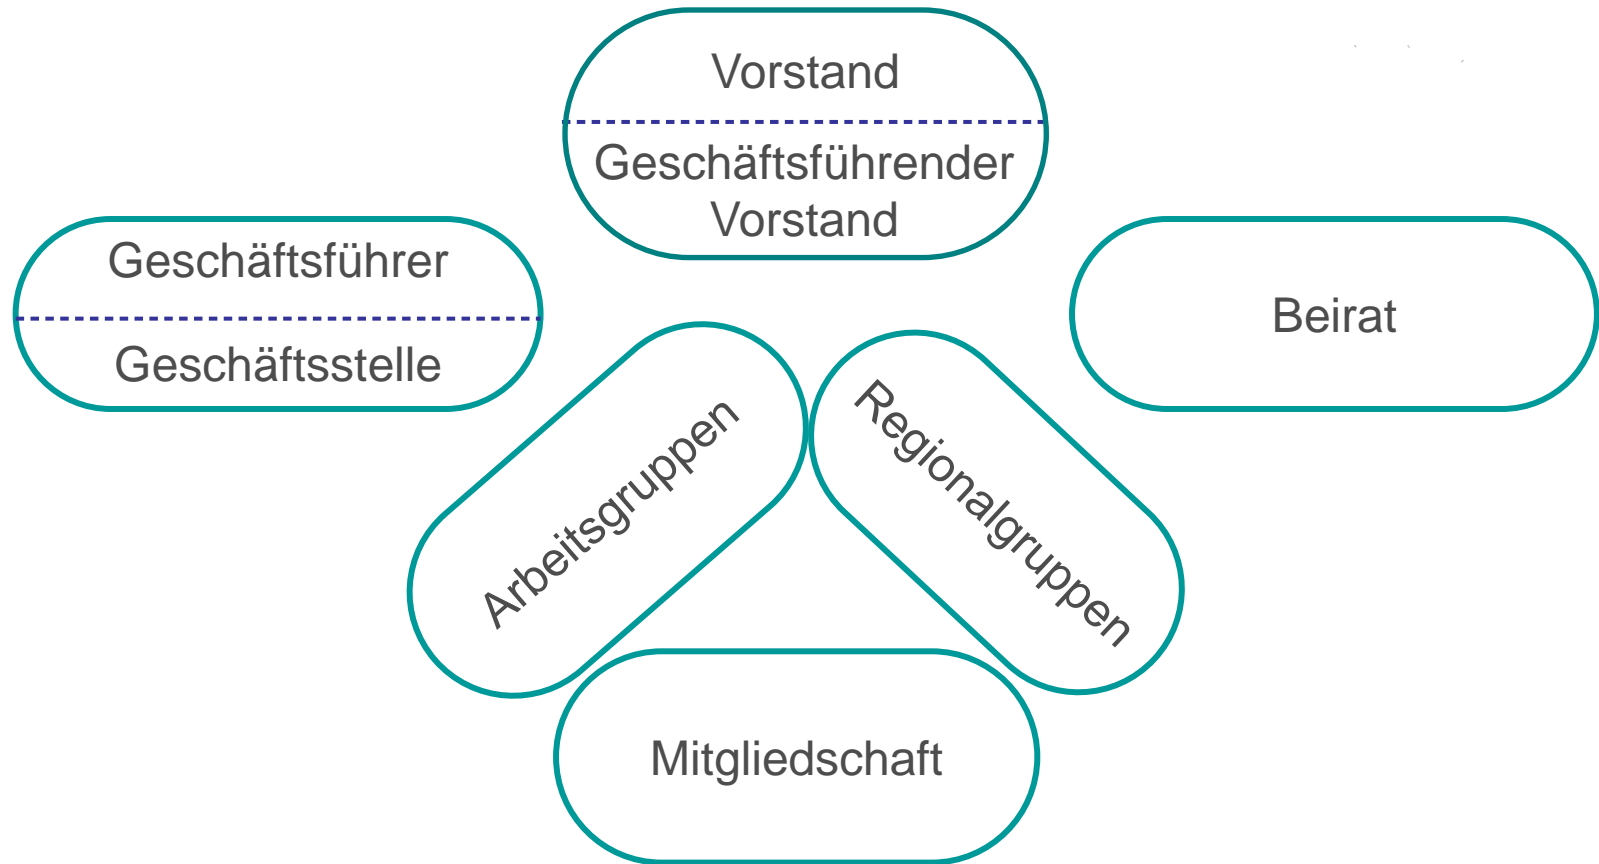 Vorstand
Geschäftsführender
Vorstand
Geschäftsführer
Geschäftsstelle
Beirat
Arbeitsgruppen
Regionalgruppen
Mitgliedschaft